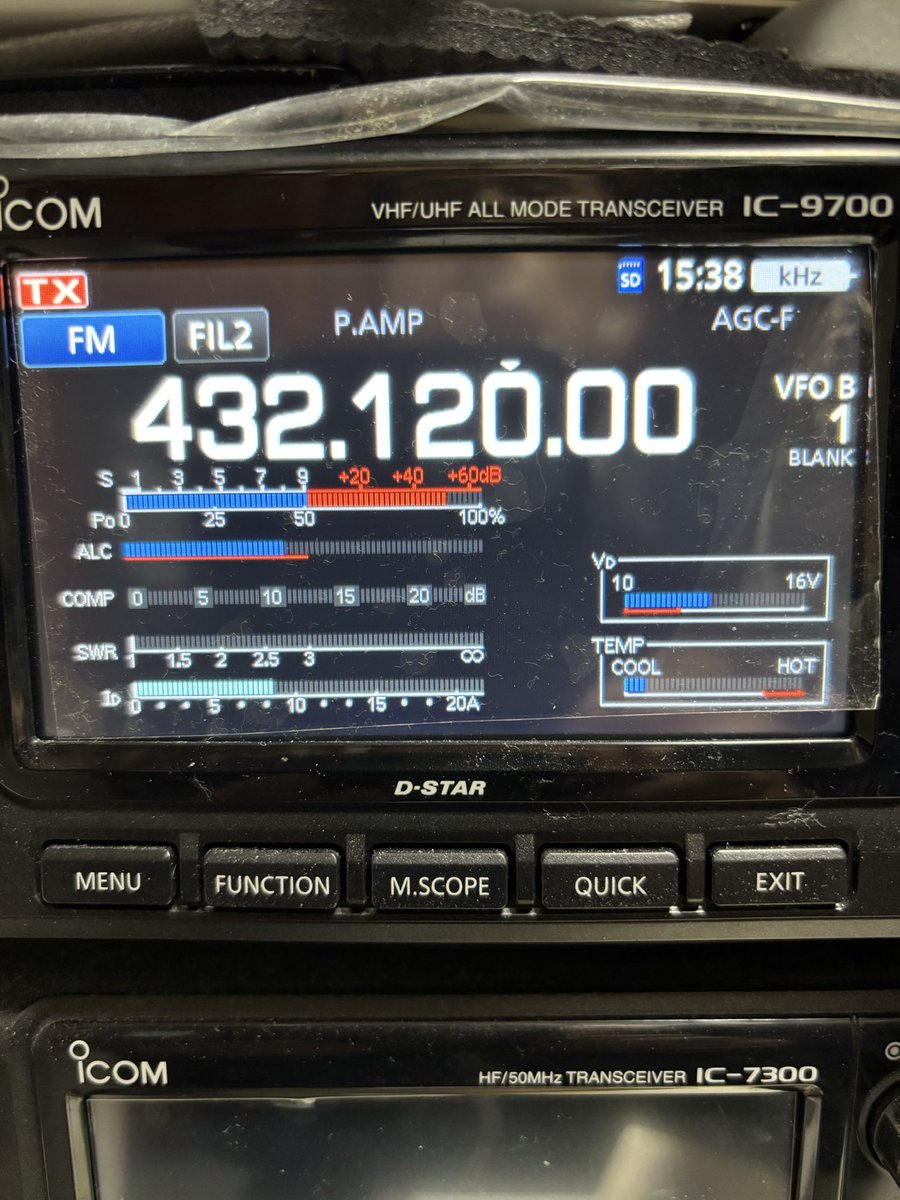 ICOM
VHF/UHF ALL MODE TRANSCEIVER IC-9700
TX
SD 15:38 kHz
FM FIL2 P.AMP AGC-F
432.120.00
VFO B
1
BLANK
S 1 3 5 7 9 +20 +40 +60dB
Po 0 25 50 100%
ALC
COMP 0 5 10 15 20 dB
SWR 1 1.5 2 2.5 3 ∞
ID 0 5 10 15 20A
VD
10 16V
TEMP
COOL HOT
D-STAR
MENU FUNCTION M.SCOPE QUICK EXIT
ICOM
HF/50MHz TRANSCEIVER IC-7300